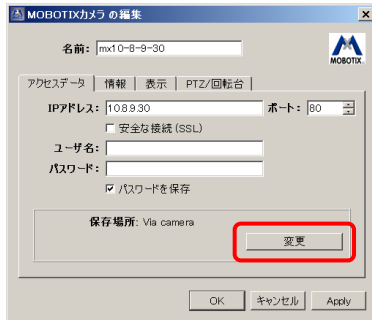 MOBOTIXカメラ の編集
名前: mx10-8-9-30
MOBOTIX
アクセスデータ 情報 表示 PTZ/回転台
IPアドレス: 10.8.9.30 ポート: 80
安全な接続 (SSL)
ユーザ名:
パスワード:
パスワードを保存
保存場所: Via camera
変更
OK キャンセル Apply